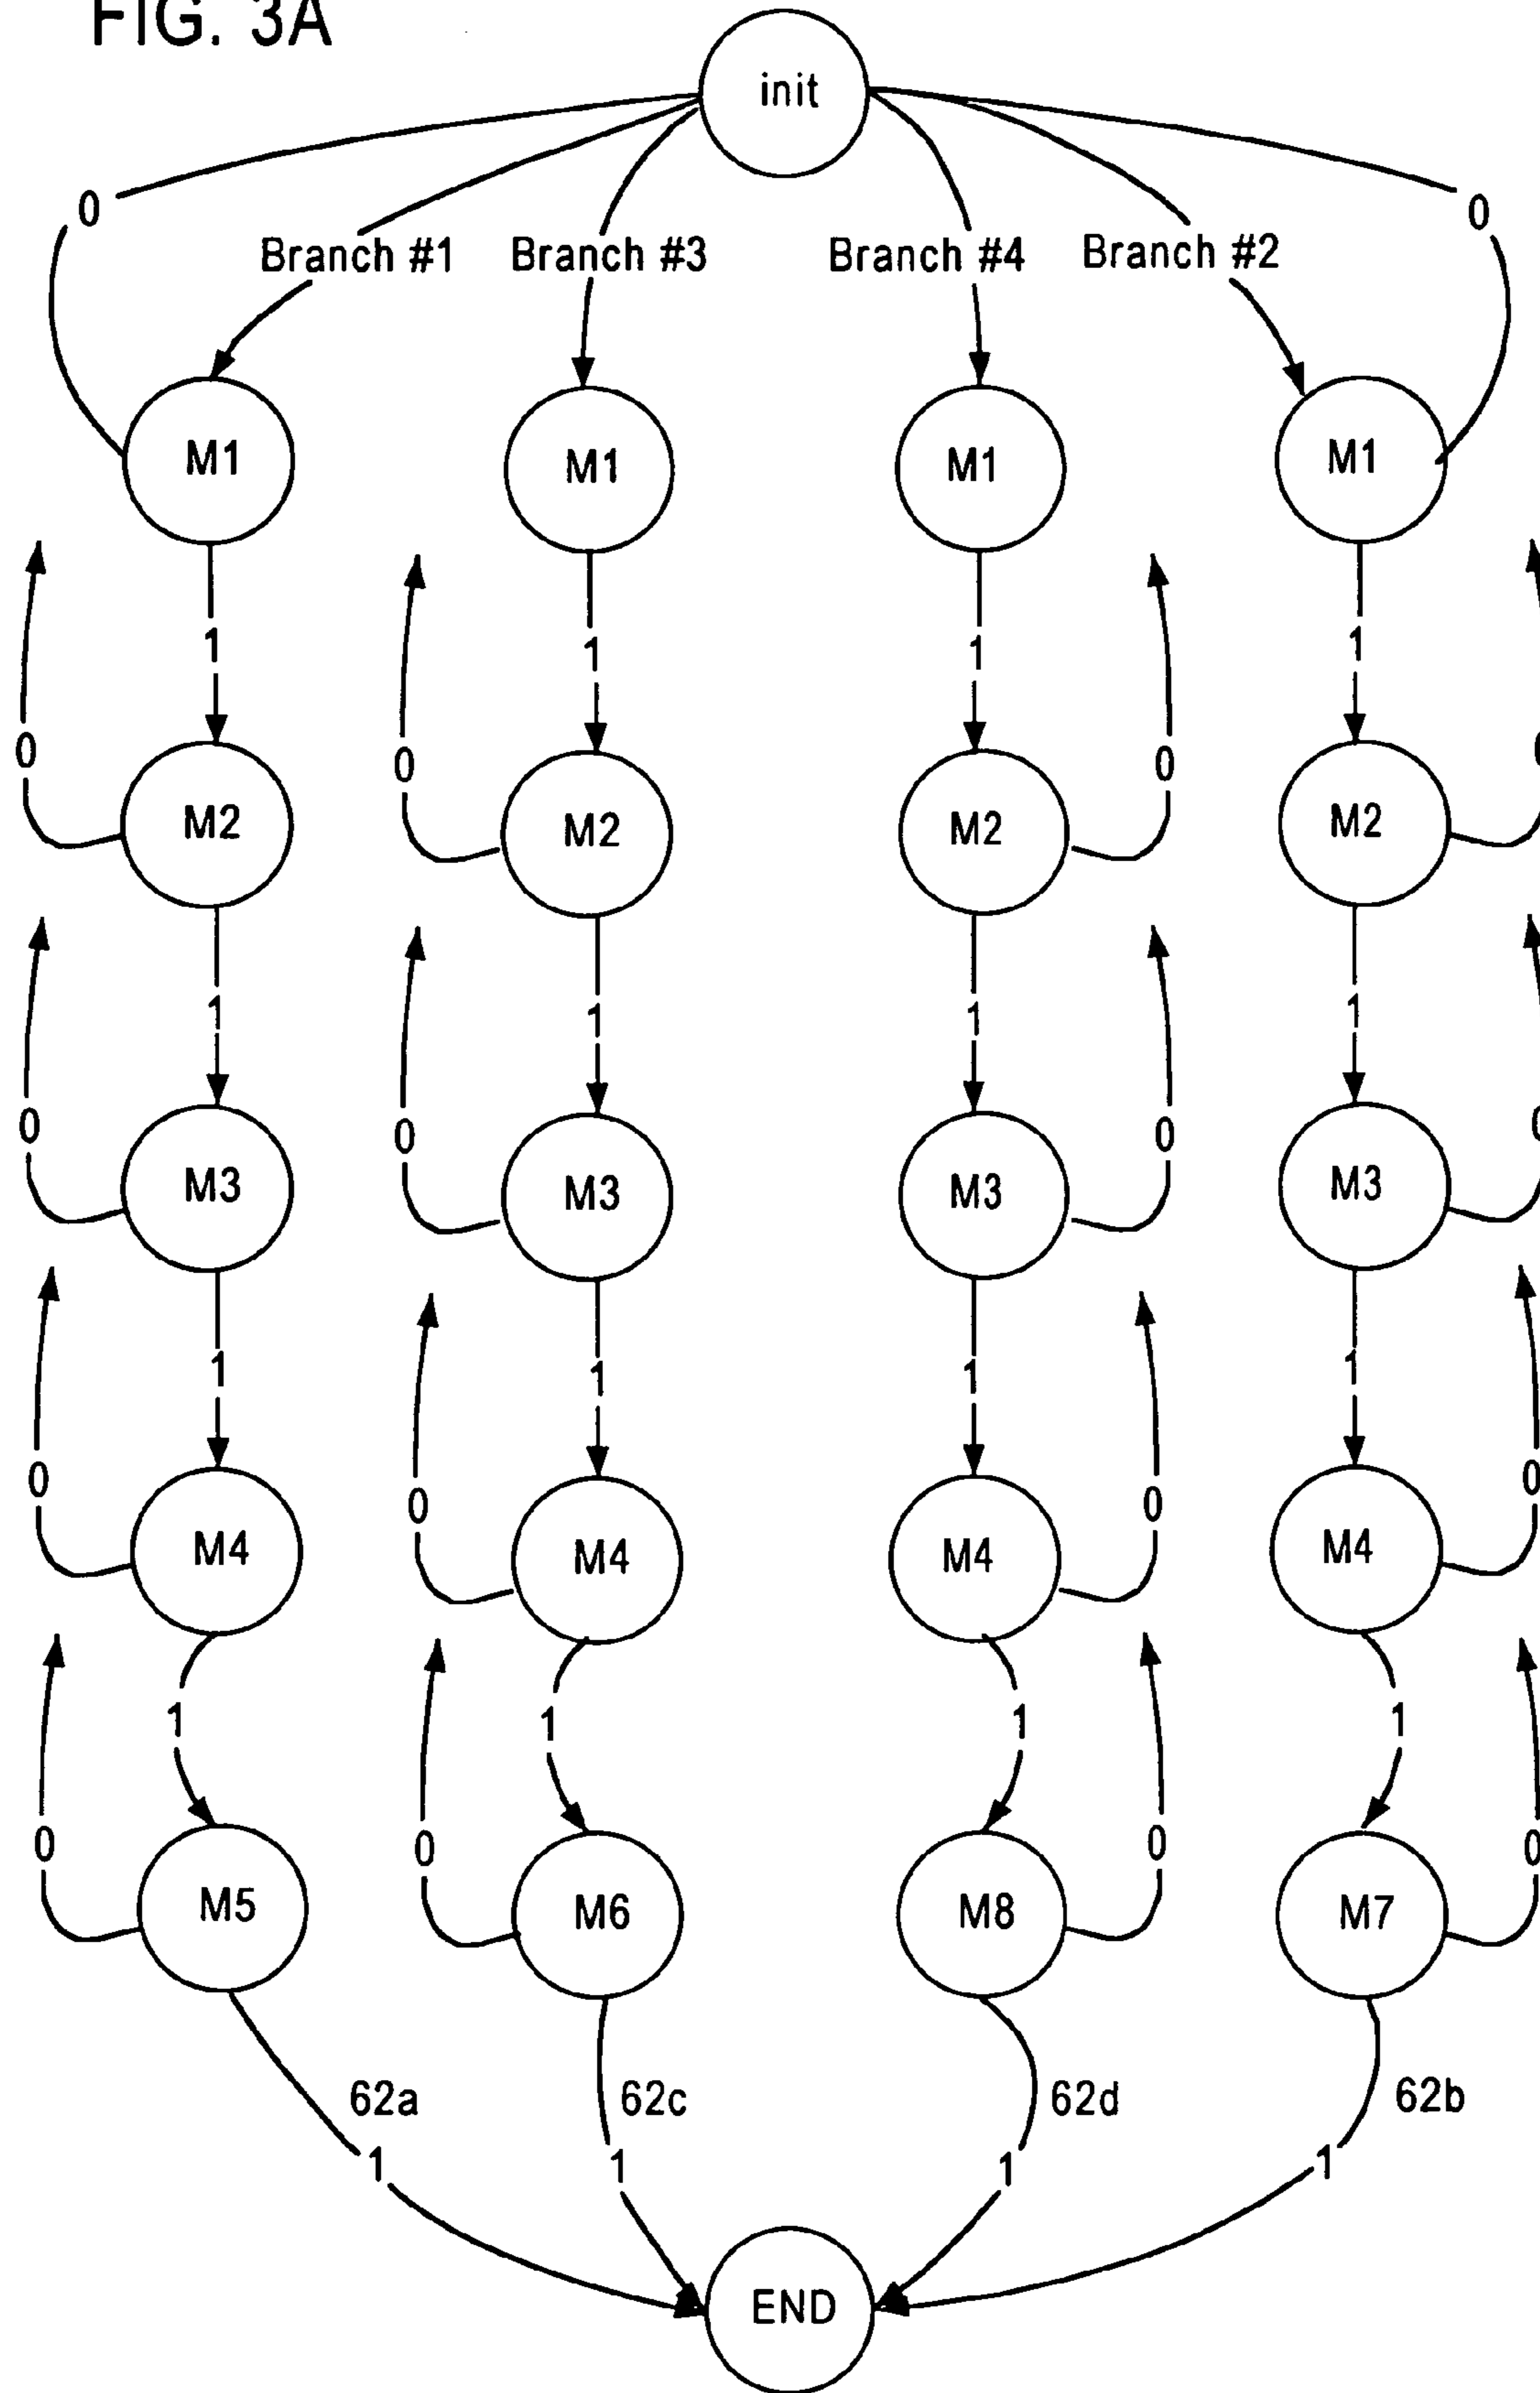 FIG. 3A
init
0 0
Branch #1 Branch #3 Branch #4 Branch #2
M1 M1 M1 M1
1 1 1 1
0 0 0 0
M2 M2 M2 M2
1 1 1 1
0 0 0 0
M3 M3 M3 M3
1 1 1 1
0 0 0 0
M4 M4 M4 M4
1 1 1 1
0 0 0 0
M5 M6 M8 M7
62a 62c 62d 62b
1 1 1 1
END